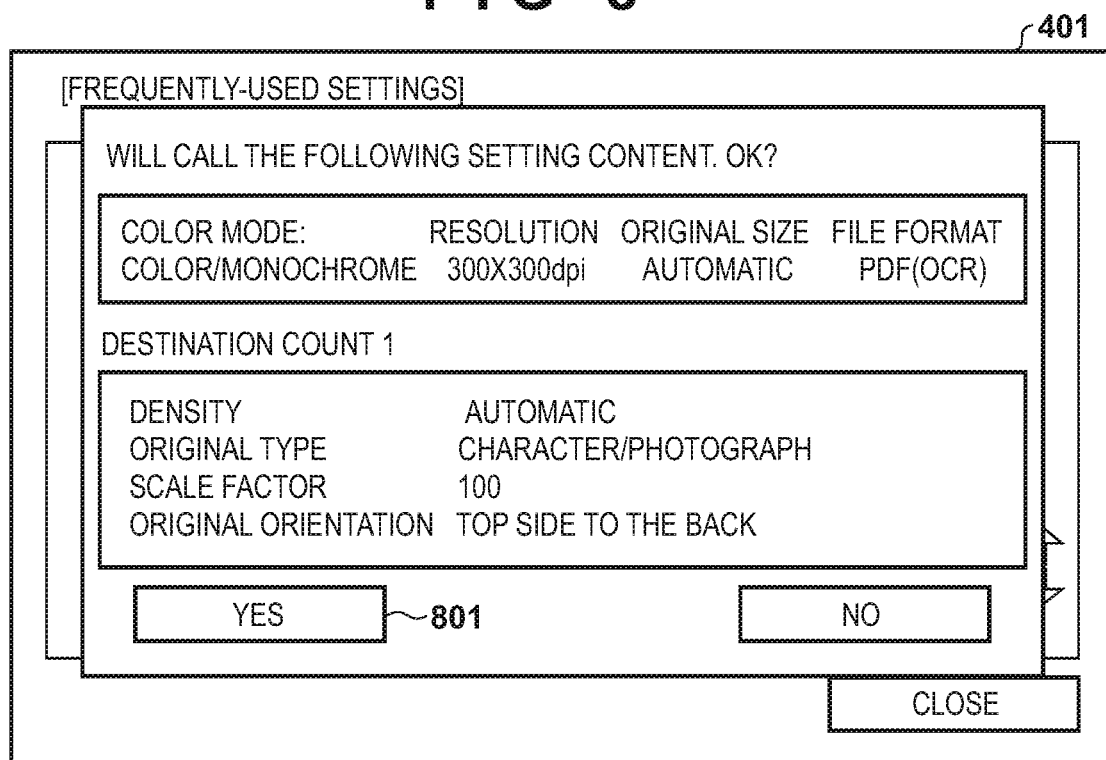 401
[FREQUENTLY-USED SETTINGS]
WILL CALL THE FOLLOWING SETTING CONTENT. OK?
COLOR MODE: RESOLUTION ORIGINAL SIZE FILE FORMAT
COLOR/MONOCHROME 300X300dpi AUTOMATIC PDF(OCR)
DESTINATION COUNT 1
DENSITY AUTOMATIC
ORIGINAL TYPE CHARACTER/PHOTOGRAPH
SCALE FACTOR 100
ORIGINAL ORIENTATION TOP SIDE TO THE BACK
YES 801 NO
CLOSE